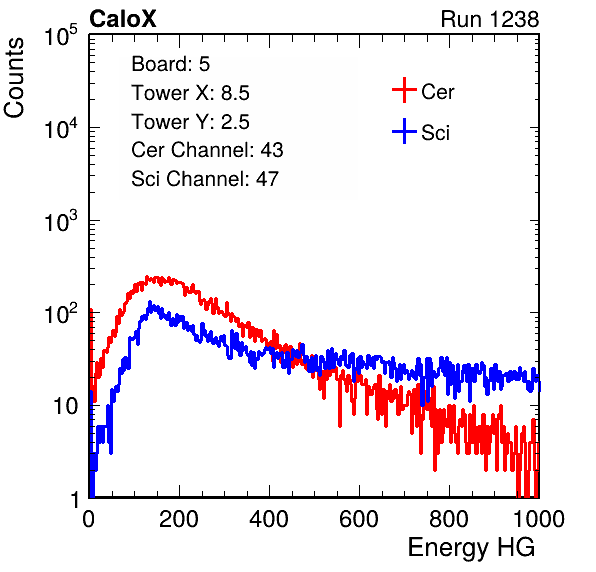 CaloX Run 1238
10^5
Counts
Board: 5
Tower X: 8.5
Tower Y: 2.5
Cer Channel: 43
Sci Channel: 47
Cer
Sci
10^4
10^3
10^2
10
1
0 200 400 600 800 1000
Energy HG